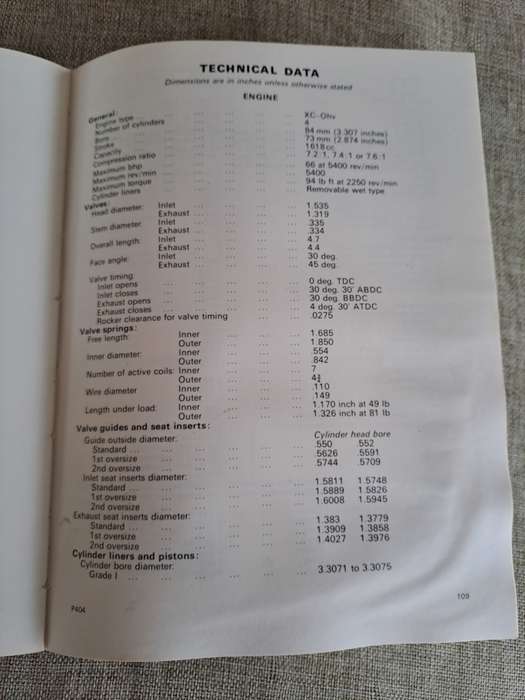 TECHNICAL DATA
Dimensions are in inches unless otherwise stated
ENGINE
General:
Engine type ... ... ... ... ... XC–OHv
Number of cylinders ... ... ... ... 4
Bore ... ... ... ... ... 84 mm (3.307 inches)
Stroke ... ... ... ... ... 73 mm (2.874 inches)
Capacity ... ... ... ... ... 1618 cc
Compression ratio ... ... ... ... 7.2:1, 7.4:1 or 7.6:1
Maximum bhp ... ... ... ... 66 at 5400 rev/min
Maximum rev/min ... ... ... ... 5400
Maximum torque ... ... ... ... 94 lb ft at 2250 rev/min
Cylinder liners ... ... ... ... Removable wet type
Valves:
Head diameter: Inlet ... ... ... 1.535
Exhaust ... ... ... 1.319
Stem diameter: Inlet ... ... ... .335
Exhaust ... ... ... .334
Overall length: Inlet ... ... ... 4.7
Exhaust ... ... ... 4.4
Face angle: Inlet ... ... ... 30 deg.
Exhaust ... ... ... 45 deg.
Valve timing:
Inlet opens ... ... ... ... 0 deg. TDC
Inlet closes ... ... ... ... 30 deg. 30' ABDC
Exhaust opens ... ... ... ... 30 deg. BBDC
Exhaust closes ... ... ... ... 4 deg. 30' ATDC
Rocker clearance for valve timing ... ... .0275
Valve springs:
Free length: Inner ... ... ... 1.685
Outer ... ... ... 1.850
Inner diameter: Inner ... ... ... .554
Outer ... ... ... .842
Number of active coils: Inner ... ... ... 7
Outer ... ... ... 4¾
Wire diameter Inner ... ... ... .110
Outer ... ... ... .149
Length under load: Inner ... ... ... 1.170 inch at 49 lb
Outer ... ... ... 1.326 inch at 81 lb
Valve guides and seat inserts:
Guide outside diameter: Cylinder head bore
Standard ... ... ... ... .550 .552
1st oversize ... ... ... ... .5626 .5591
2nd oversize ... ... ... ... .5744 .5709
Inlet seat inserts diameter:
Standard ... ... ... ... 1.5811 1.5748
1st oversize ... ... ... ... 1.5889 1.5826
2nd oversize ... ... ... ... 1.6008 1.5945
Exhaust seat inserts diameter:
Standard ... ... ... ... 1.383 1.3779
1st oversize ... ... ... ... 1.3909 1.3858
2nd oversize ... ... ... ... 1.4027 1.3976
Cylinder liners and pistons:
Cylinder bore diameter:
Grade I ... ... ... ... 3.3071 to 3.3075
P404
109